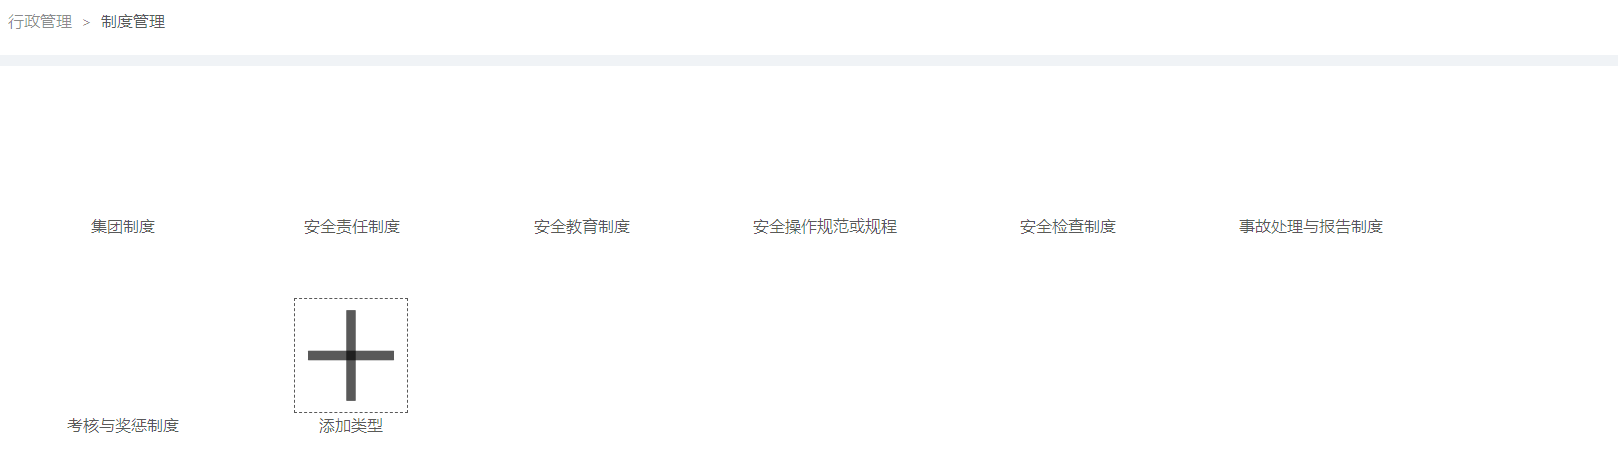 行政管理 > 制度管理
集团制度 安全责任制度 安全教育制度 安全操作规范或规程 安全检查制度 事故处理与报告制度
考核与奖惩制度 添加类型